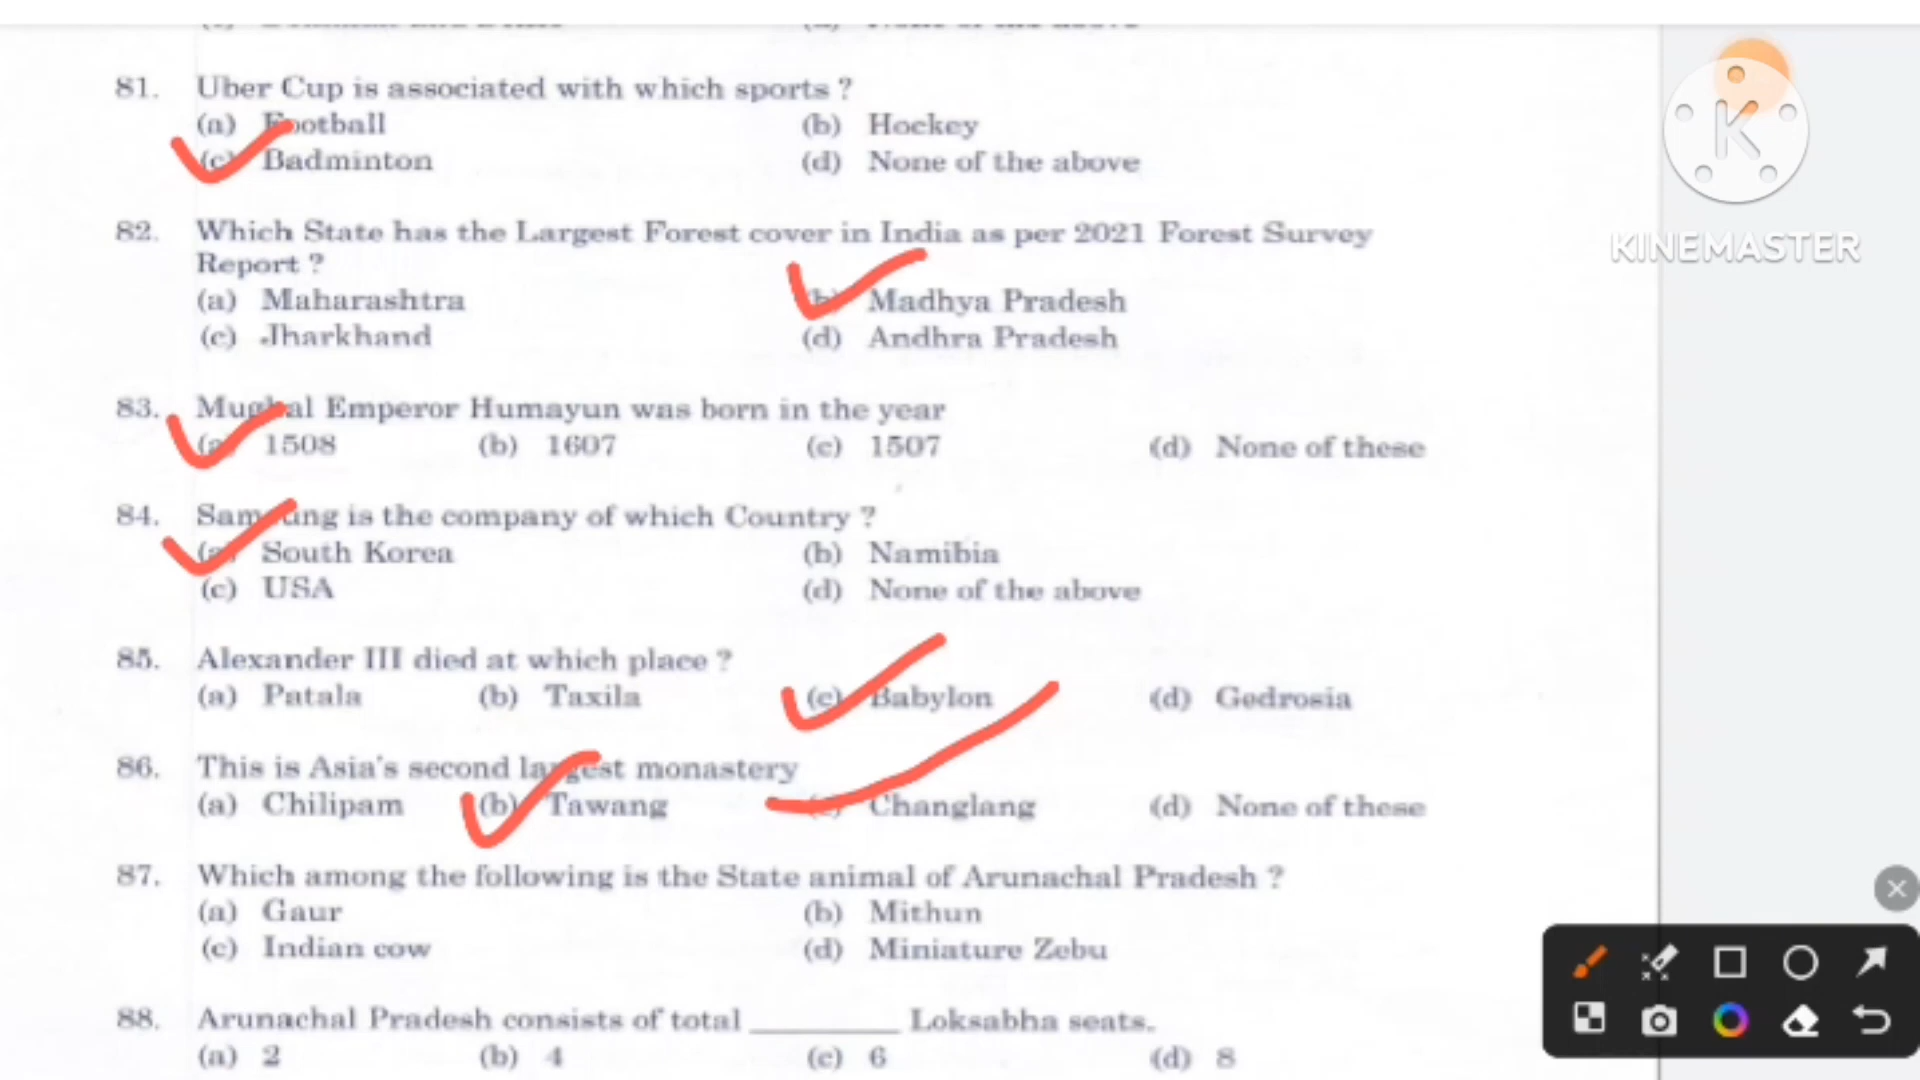 81. Uber Cup is associated with which sports ?
(a) Football (b) Hockey
(c) Badminton (d) None of the above
82. Which State has the Largest Forest cover in India as per 2021 Forest Survey
Report ?
(a) Maharashtra (b) Madhya Pradesh
(c) Jharkhand (d) Andhra Pradesh
83. Mughal Emperor Humayun was born in the year
(a) 1508 (b) 1607 (c) 1507 (d) None of these
84. Samsung is the company of which Country ?
(a) South Korea (b) Namibia
(c) USA (d) None of the above
85. Alexander III died at which place ?
(a) Patala (b) Taxila (c) Babylon (d) Gedrosia
86. This is Asia's second largest monastery
(a) Chilipam (b) Tawang (c) Changlang (d) None of these
87. Which among the following is the State animal of Arunachal Pradesh ?
(a) Gaur (b) Mithun
(c) Indian cow (d) Miniature Zebu
88. Arunachal Pradesh consists of total __________ Loksabha seats.
(a) 2 (b) 4 (c) 6 (d) 8
K
KINEMASTER